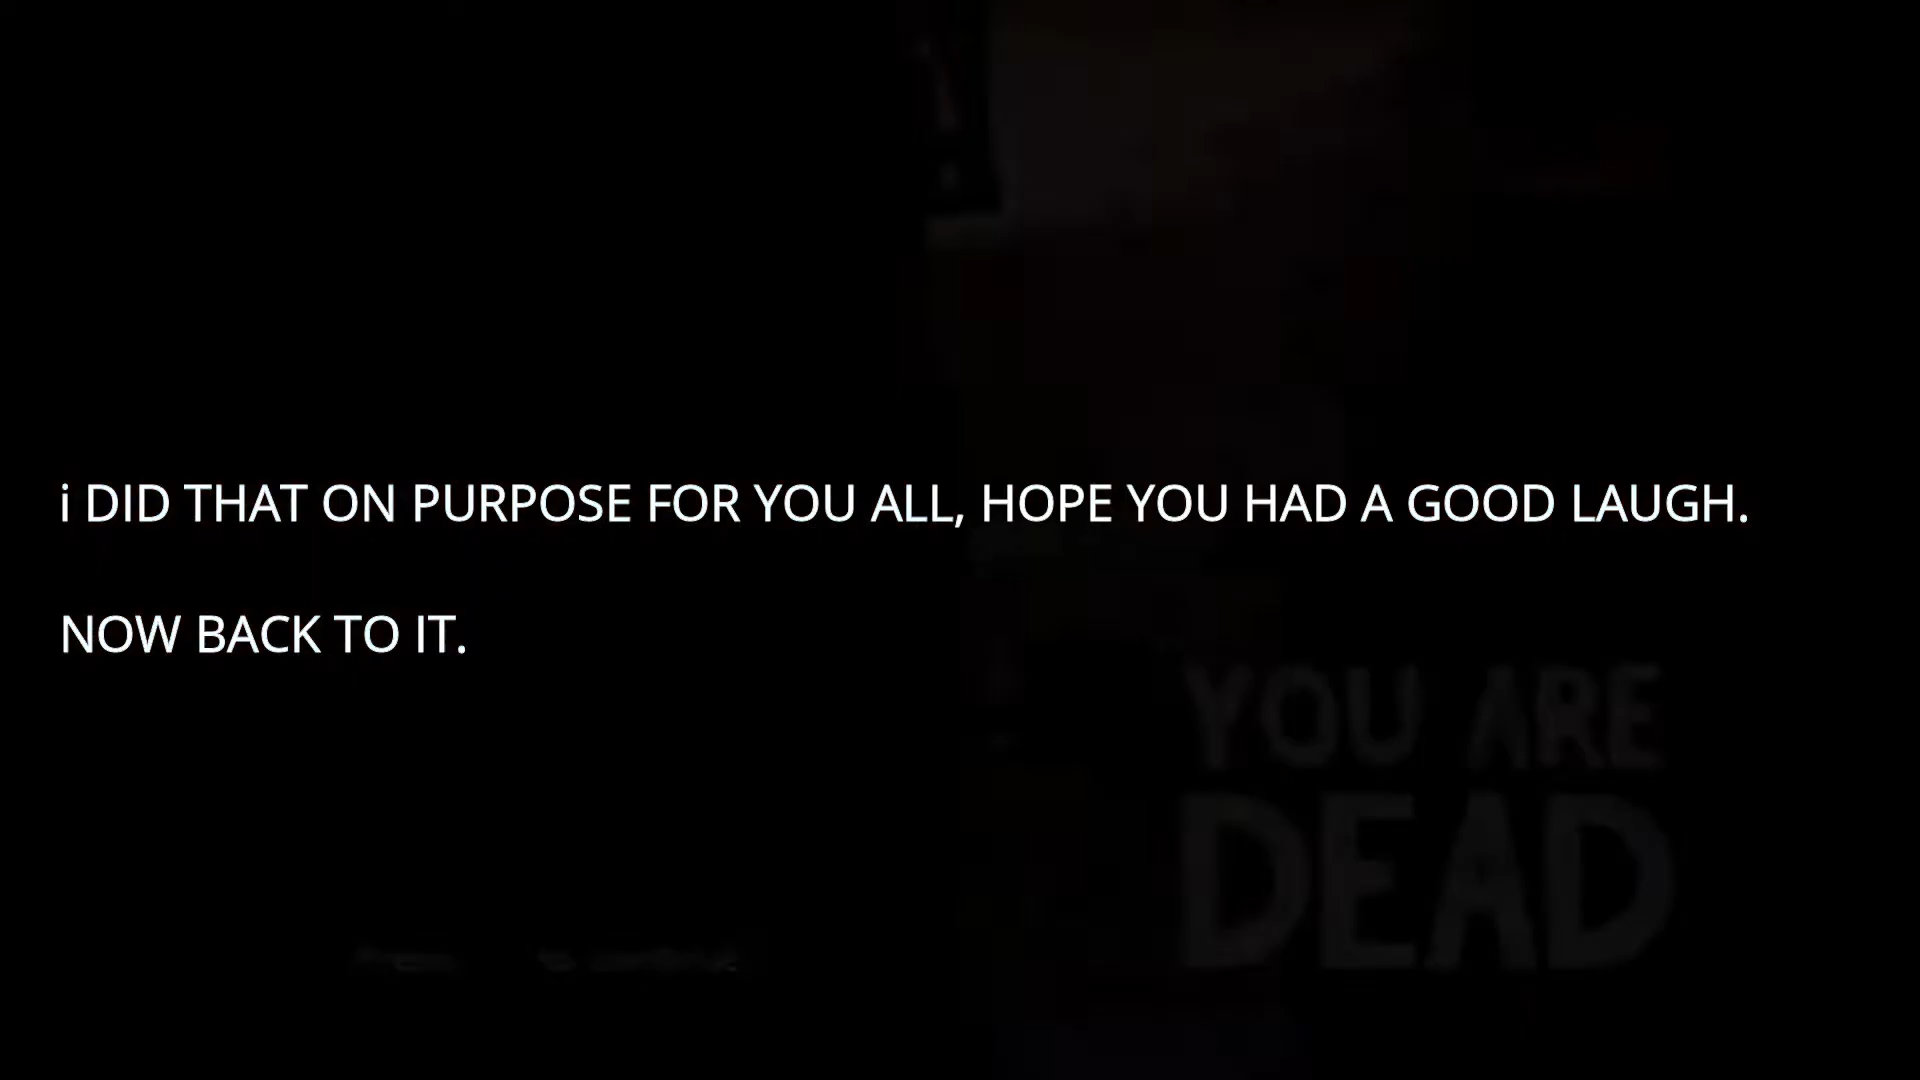 i DID THAT ON PURPOSE FOR YOU ALL, HOPE YOU HAD A GOOD LAUGH.
NOW BACK TO IT.
YOU ARE
DEAD